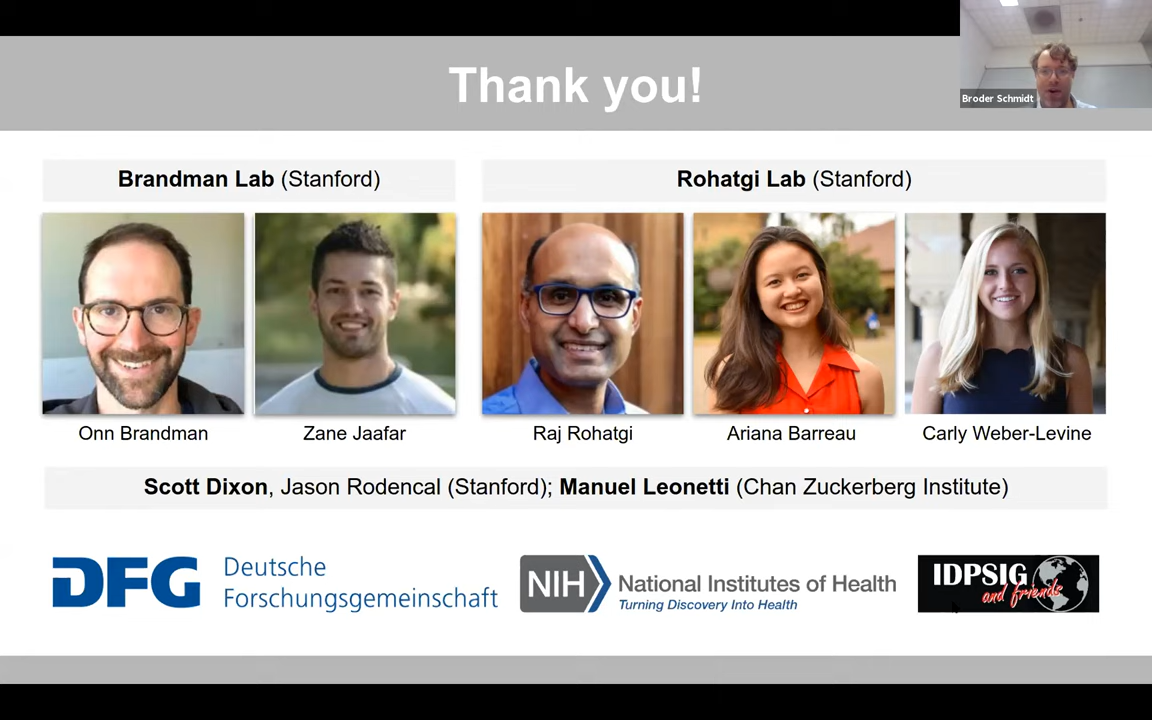 Thank you!
Broder Schmidt
Brandman Lab (Stanford)
Rohatgi Lab (Stanford)
Onn Brandman
Zane Jaafar
Raj Rohatgi
Ariana Barreau
Carly Weber-Levine
Scott Dixon, Jason Rodencal (Stanford); Manuel Leonetti (Chan Zuckerberg Institute)
DFG
Deutsche
Forschungsgemeinschaft
NIH
National Institutes of Health
Turning Discovery Into Health
IDPSIG
and friends